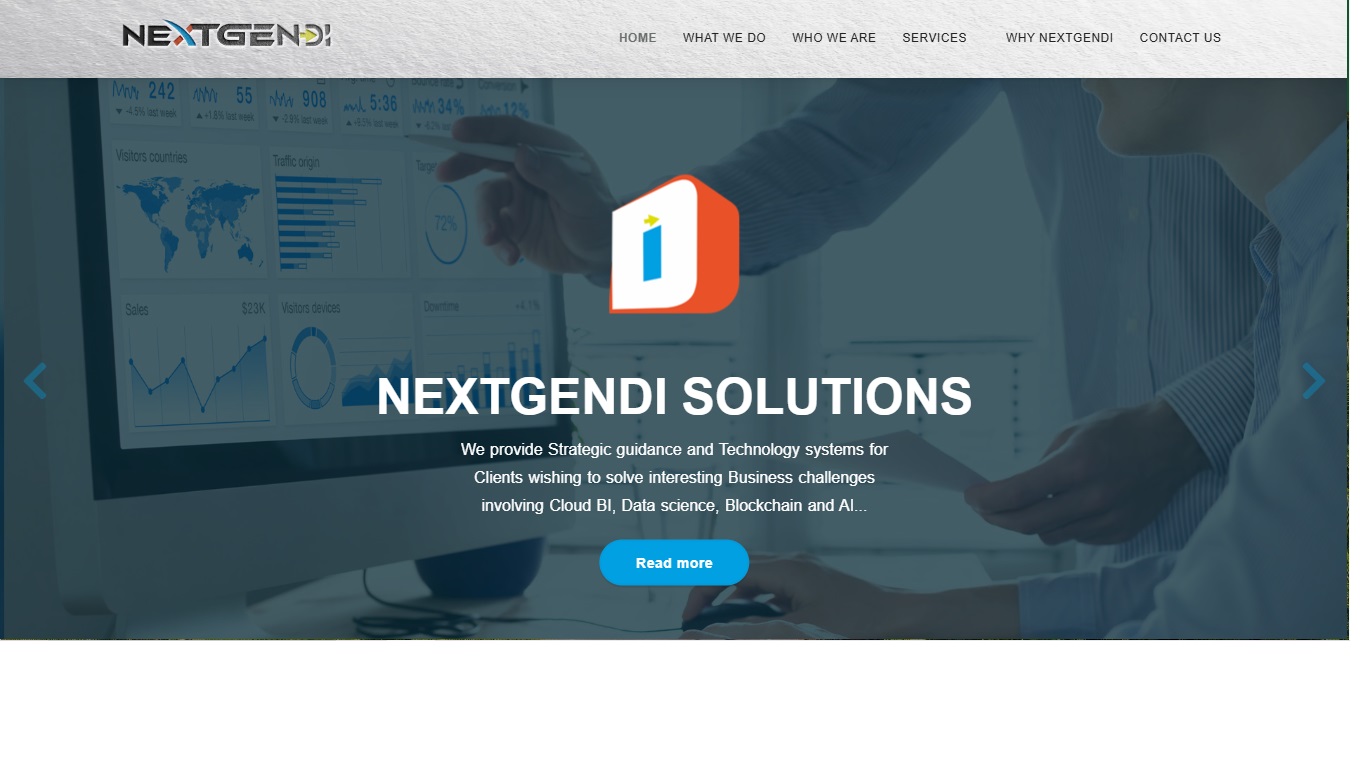 NEXTGENDI
HOME WHAT WE DO WHO WE ARE SERVICES WHY NEXTGENDI CONTACT US
242 55 908 5:36 34% 12%
Visitors countries Traffic origin
72%
Sales $23K Visitors devices Downtime +4.1%
NEXTGENDI SOLUTIONS
We provide Strategic guidance and Technology systems for
Clients wishing to solve interesting Business challenges
involving Cloud BI, Data science, Blockchain and AI...
Read more